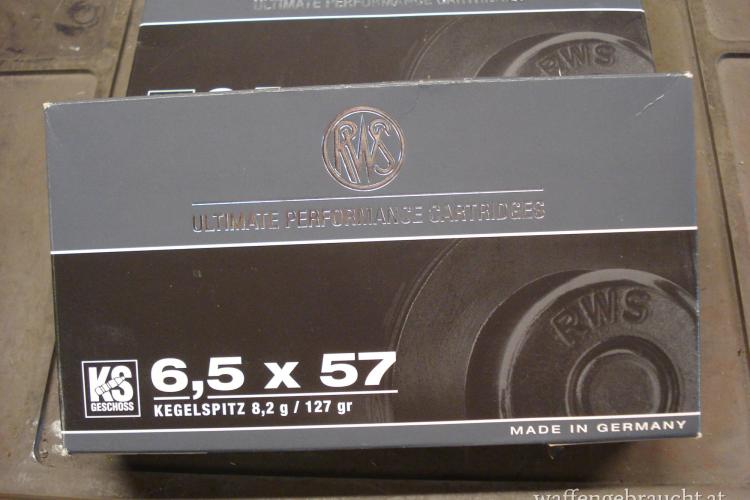 ULTIMATE PERFORMANCE CARTRIDGES
RWS
RWS
ULTIMATE PERFORMANCE CARTRIDGES
RWS
KS
GESCHOSS
6,5 x 57
KEGELSPITZ 8,2 g / 127 gr
MADE IN GERMANY
waffengebraucht.at